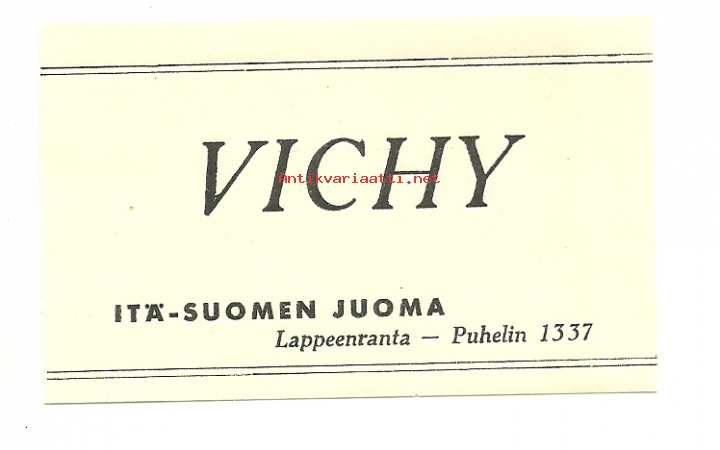 VICHY
Antikvariaatti.net
ITÄ-SUOMEN JUOMA
Lappeenranta — Puhelin 1337